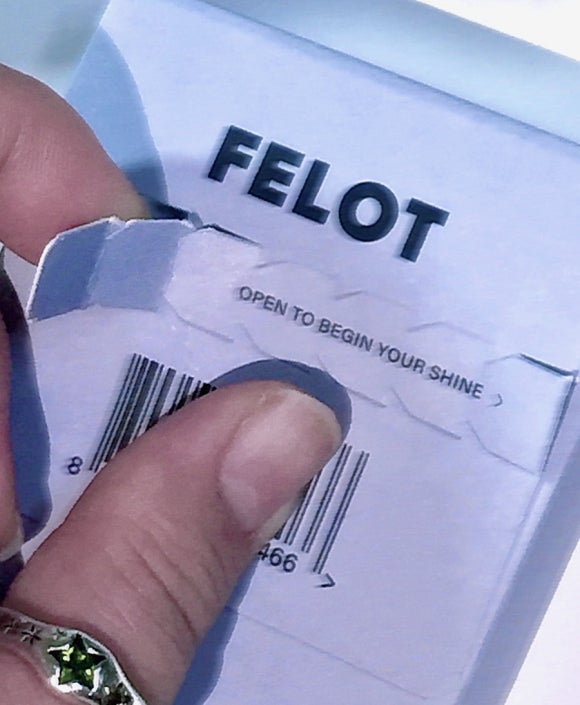 FELOT
OPEN TO BEGIN YOUR SHINE >
8
466 >